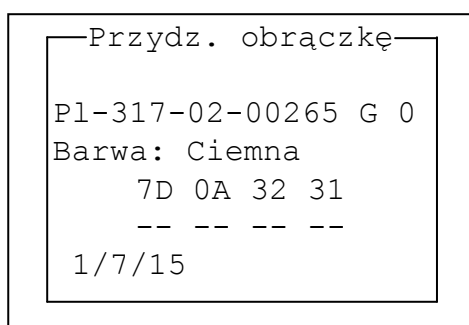 Przydz. obrączkę
Pl-317-02-00265 G 0
Barwa: Ciemna
7D 0A 32 31
-- -- -- --
1/7/15